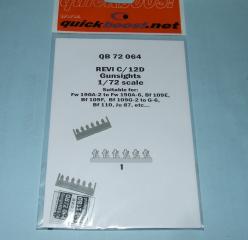 quickboost.net
QB 72 064
REVI C/12D
Gunsights
1/72 scale
Suitable for:
Fw 190A-2 to Fw 190A-6, Bf 109E,
Bf 109F, Bf 109G-2 to G-6,
Bf 110, Ju 87, etc...
1